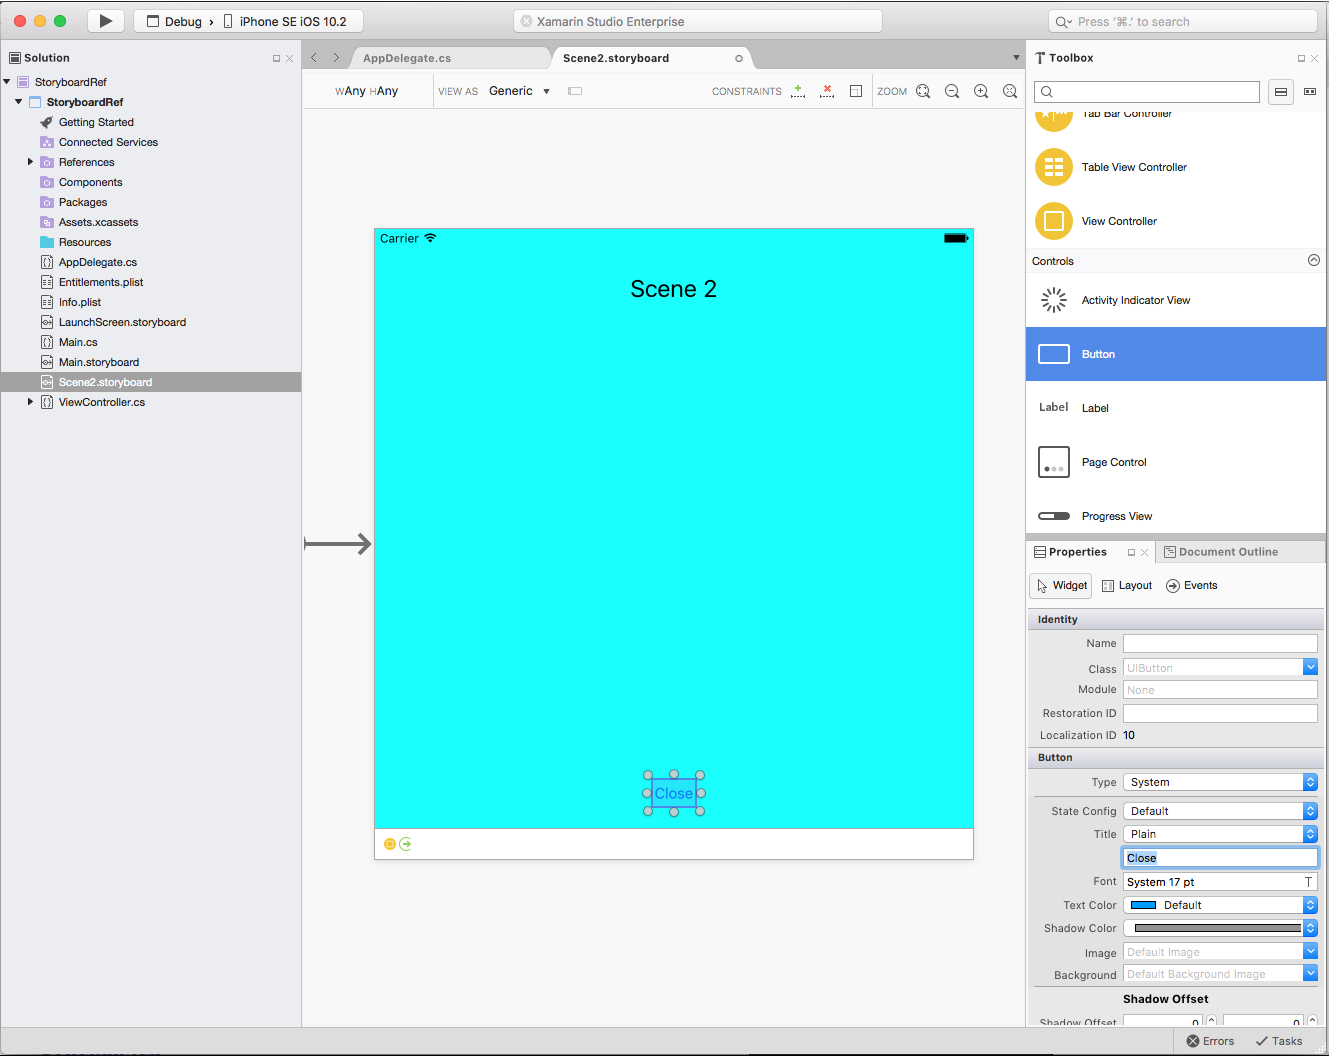 Debug > iPhone SE iOS 10.2
Xamarin Studio Enterprise
Press '⌘.' to search
Solution
AppDelegate.cs
Scene2.storyboard
Toolbox
WAny HAny
VIEW AS Generic
CONSTRAINTS
ZOOM
StoryboardRef
StoryboardRef
Getting Started
Connected Services
References
Components
Packages
Assets.xcassets
Resources
AppDelegate.cs
Entitlements.plist
Info.plist
LaunchScreen.storyboard
Main.cs
Main.storyboard
Scene2.storyboard
ViewController.cs
Carrier
Scene 2
Close
Tab Bar Controller
Table View Controller
View Controller
Controls
Activity Indicator View
Button
Label Label
Page Control
Progress View
Properties
Document Outline
Widget Layout Events
Identity
Name
Class UIButton
Module None
Restoration ID
Localization ID 10
Button
Type System
State Config Default
Title Plain
Close
Font System 17 pt T
Text Color Default
Shadow Color
Image Default Image
Background Default Background Image
Shadow Offset
Shadow Offset 0 0
Errors Tasks